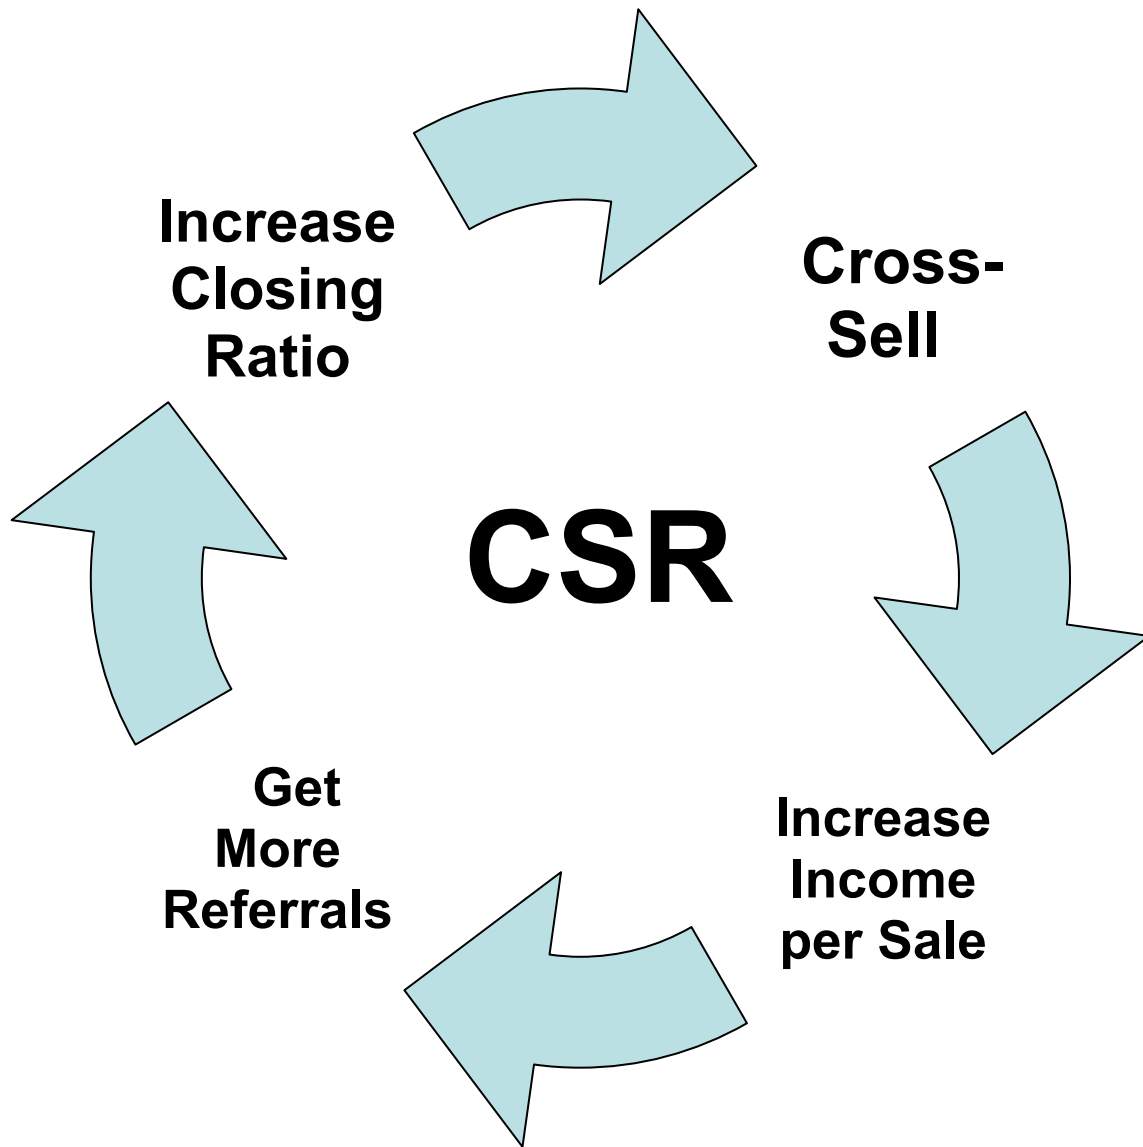 Increase
Closing
Ratio
Cross-
Sell
CSR
Increase
Income
per Sale
Get
More
Referrals